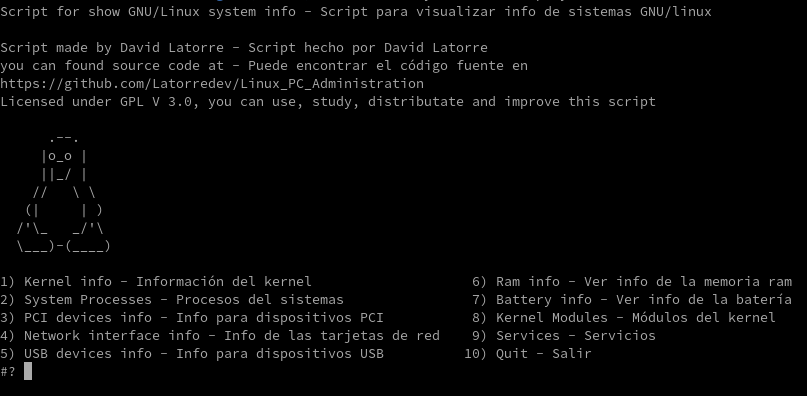 Script for show GNU/Linux system info - Script para visualizar info de sistemas GNU/linux
Script made by David Latorre - Script hecho por David Latorre
you can found source code at - Puede encontrar el código fuente en
https://github.com/Latorredev/Linux_PC_Administration
Licensed under GPL V 3.0, you can use, study, distributate and improve this script
      .--.
     |o_o |
     ||_/ |
    //   \ \
   (|     | )
  /'\_   _/'\
  \___)-(____)
1) Kernel info - Información del kernel                    6) Ram info - Ver info de la memoria ram
2) System Processes - Procesos del sistemas                7) Battery info - Ver info de la batería
3) PCI devices info - Info para dispositivos PCI           8) Kernel Modules - Módulos del kernel
4) Network interface info - Info de las tarjetas de red    9) Services - Servicios
5) USB devices info - Info para dispositivos USB          10) Quit - Salir
#?